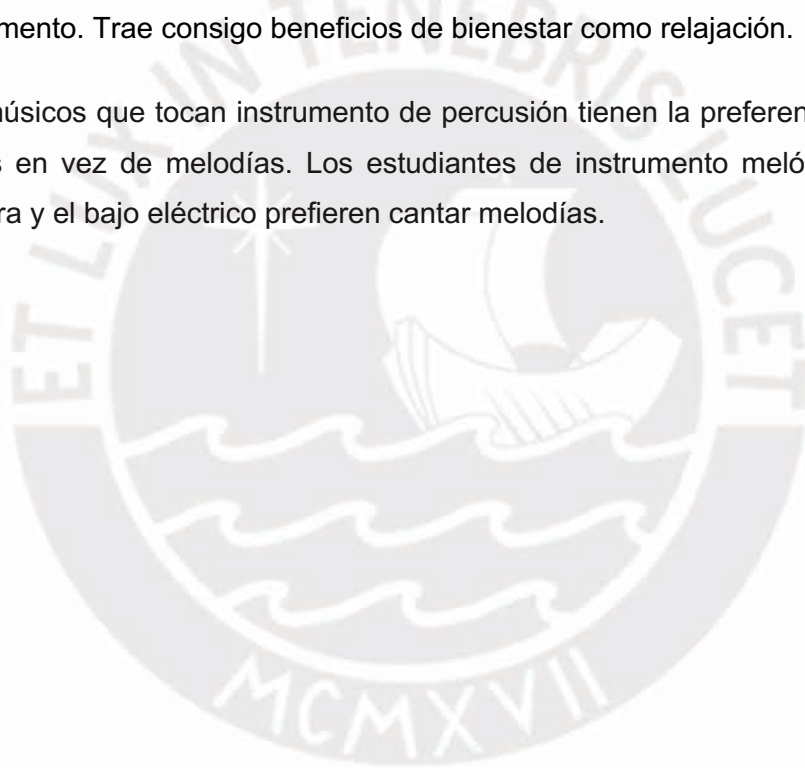 mento. Trae consigo beneficios de bienestar como relajación.
músicos que tocan instrumento de percusión tienen la preferen
s en vez de melodías. Los estudiantes de instrumento meló
ra y el bajo eléctrico prefieren cantar melodías.
ET LUX IN TENEBRIS LUCET
MCMXVII